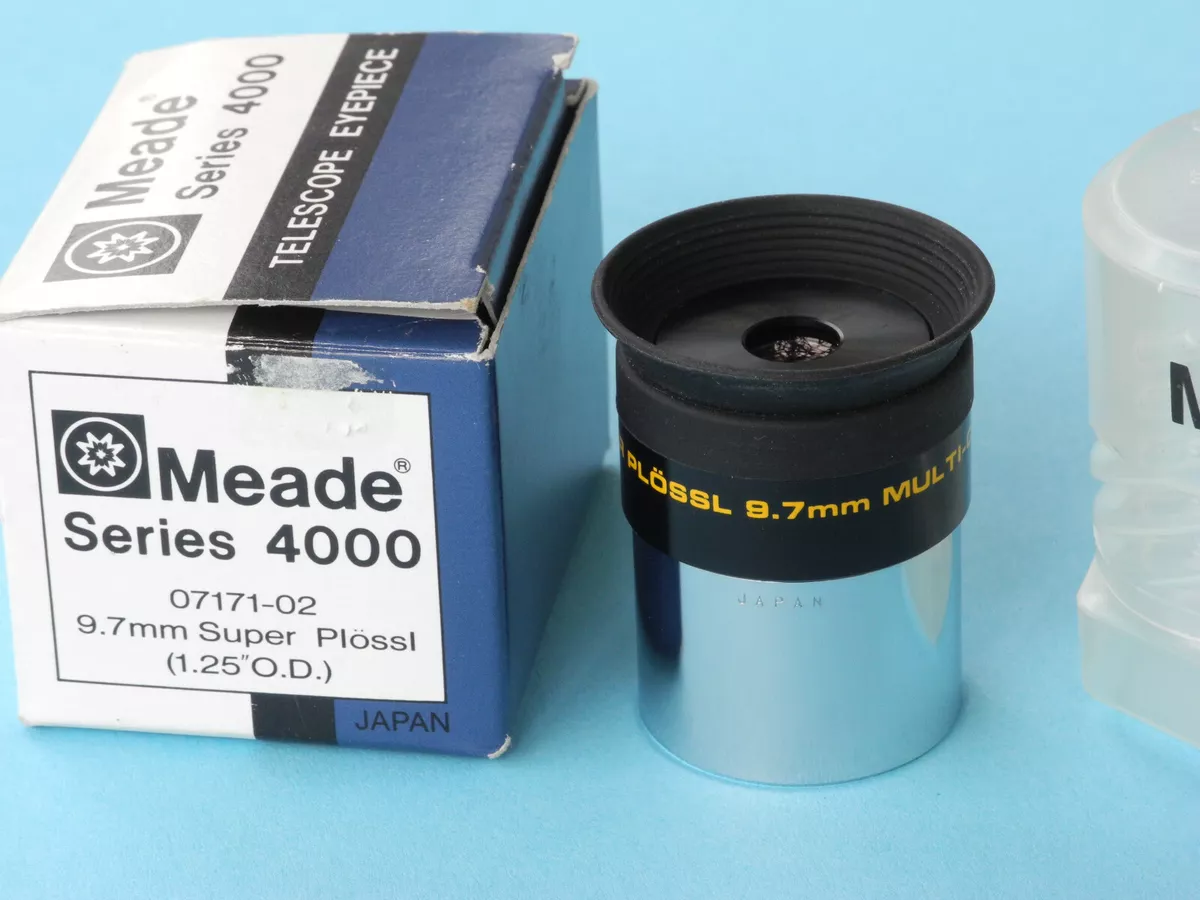 Meade®
Series 4000
TELESCOPE EYEPIECE
Meade®
Series 4000
07171-02
9.7mm Super Plössl
(1.25"O.D.)
JAPAN
PLÖSSL 9.7mm MULTI-
JAPAN
M